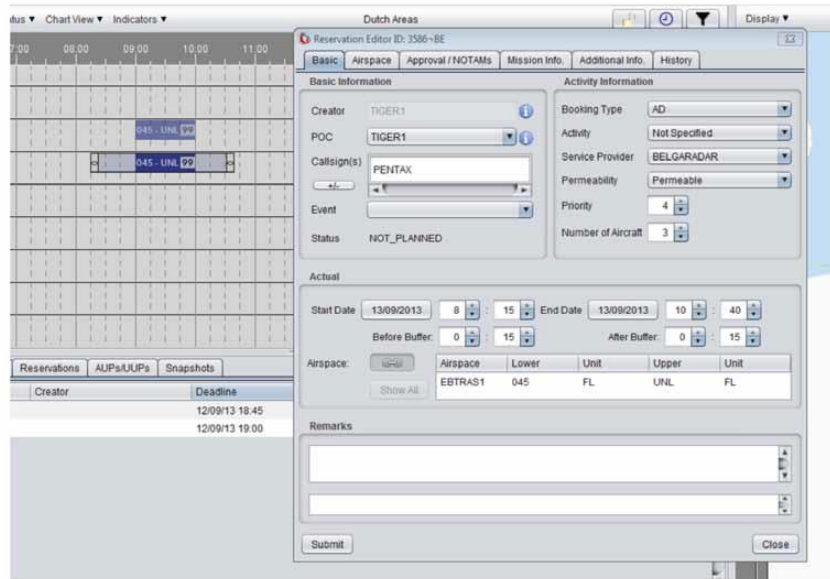 tus ▼ Chart View ▼ Indicators ▼ Dutch Areas Display ▼
7:00 08:00 09:00 10:00 11:00
045 - UNL 99
045 - UNL 99
Reservations AUPs/UUPs Snapshots
Creator Deadline
12/09/13 18:45
12/09/13 19:00
Reservation Editor ID: 3586~BE
Basic Airspace Approval / NOTAMs Mission Info. Additional Info. History
Basic Information
Creator TIGER1
POC TIGER1
Callsign(s) PENTAX
+/-
Event
Status NOT_PLANNED
Activity Information
Booking Type AD
Activity Not Specified
Service Provider BELGARADAR
Permeability Permeable
Priority 4
Number of Aircraft 3
Actual
Start Date 13/09/2013 8 : 15 End Date 13/09/2013 10 : 40
Before Buffer: 0 : 15 After Buffer: 0 : 15
Airspace: Airspace Lower Unit Upper Unit
Show All EBTRAS1 045 FL UNL FL
Remarks
Submit Close